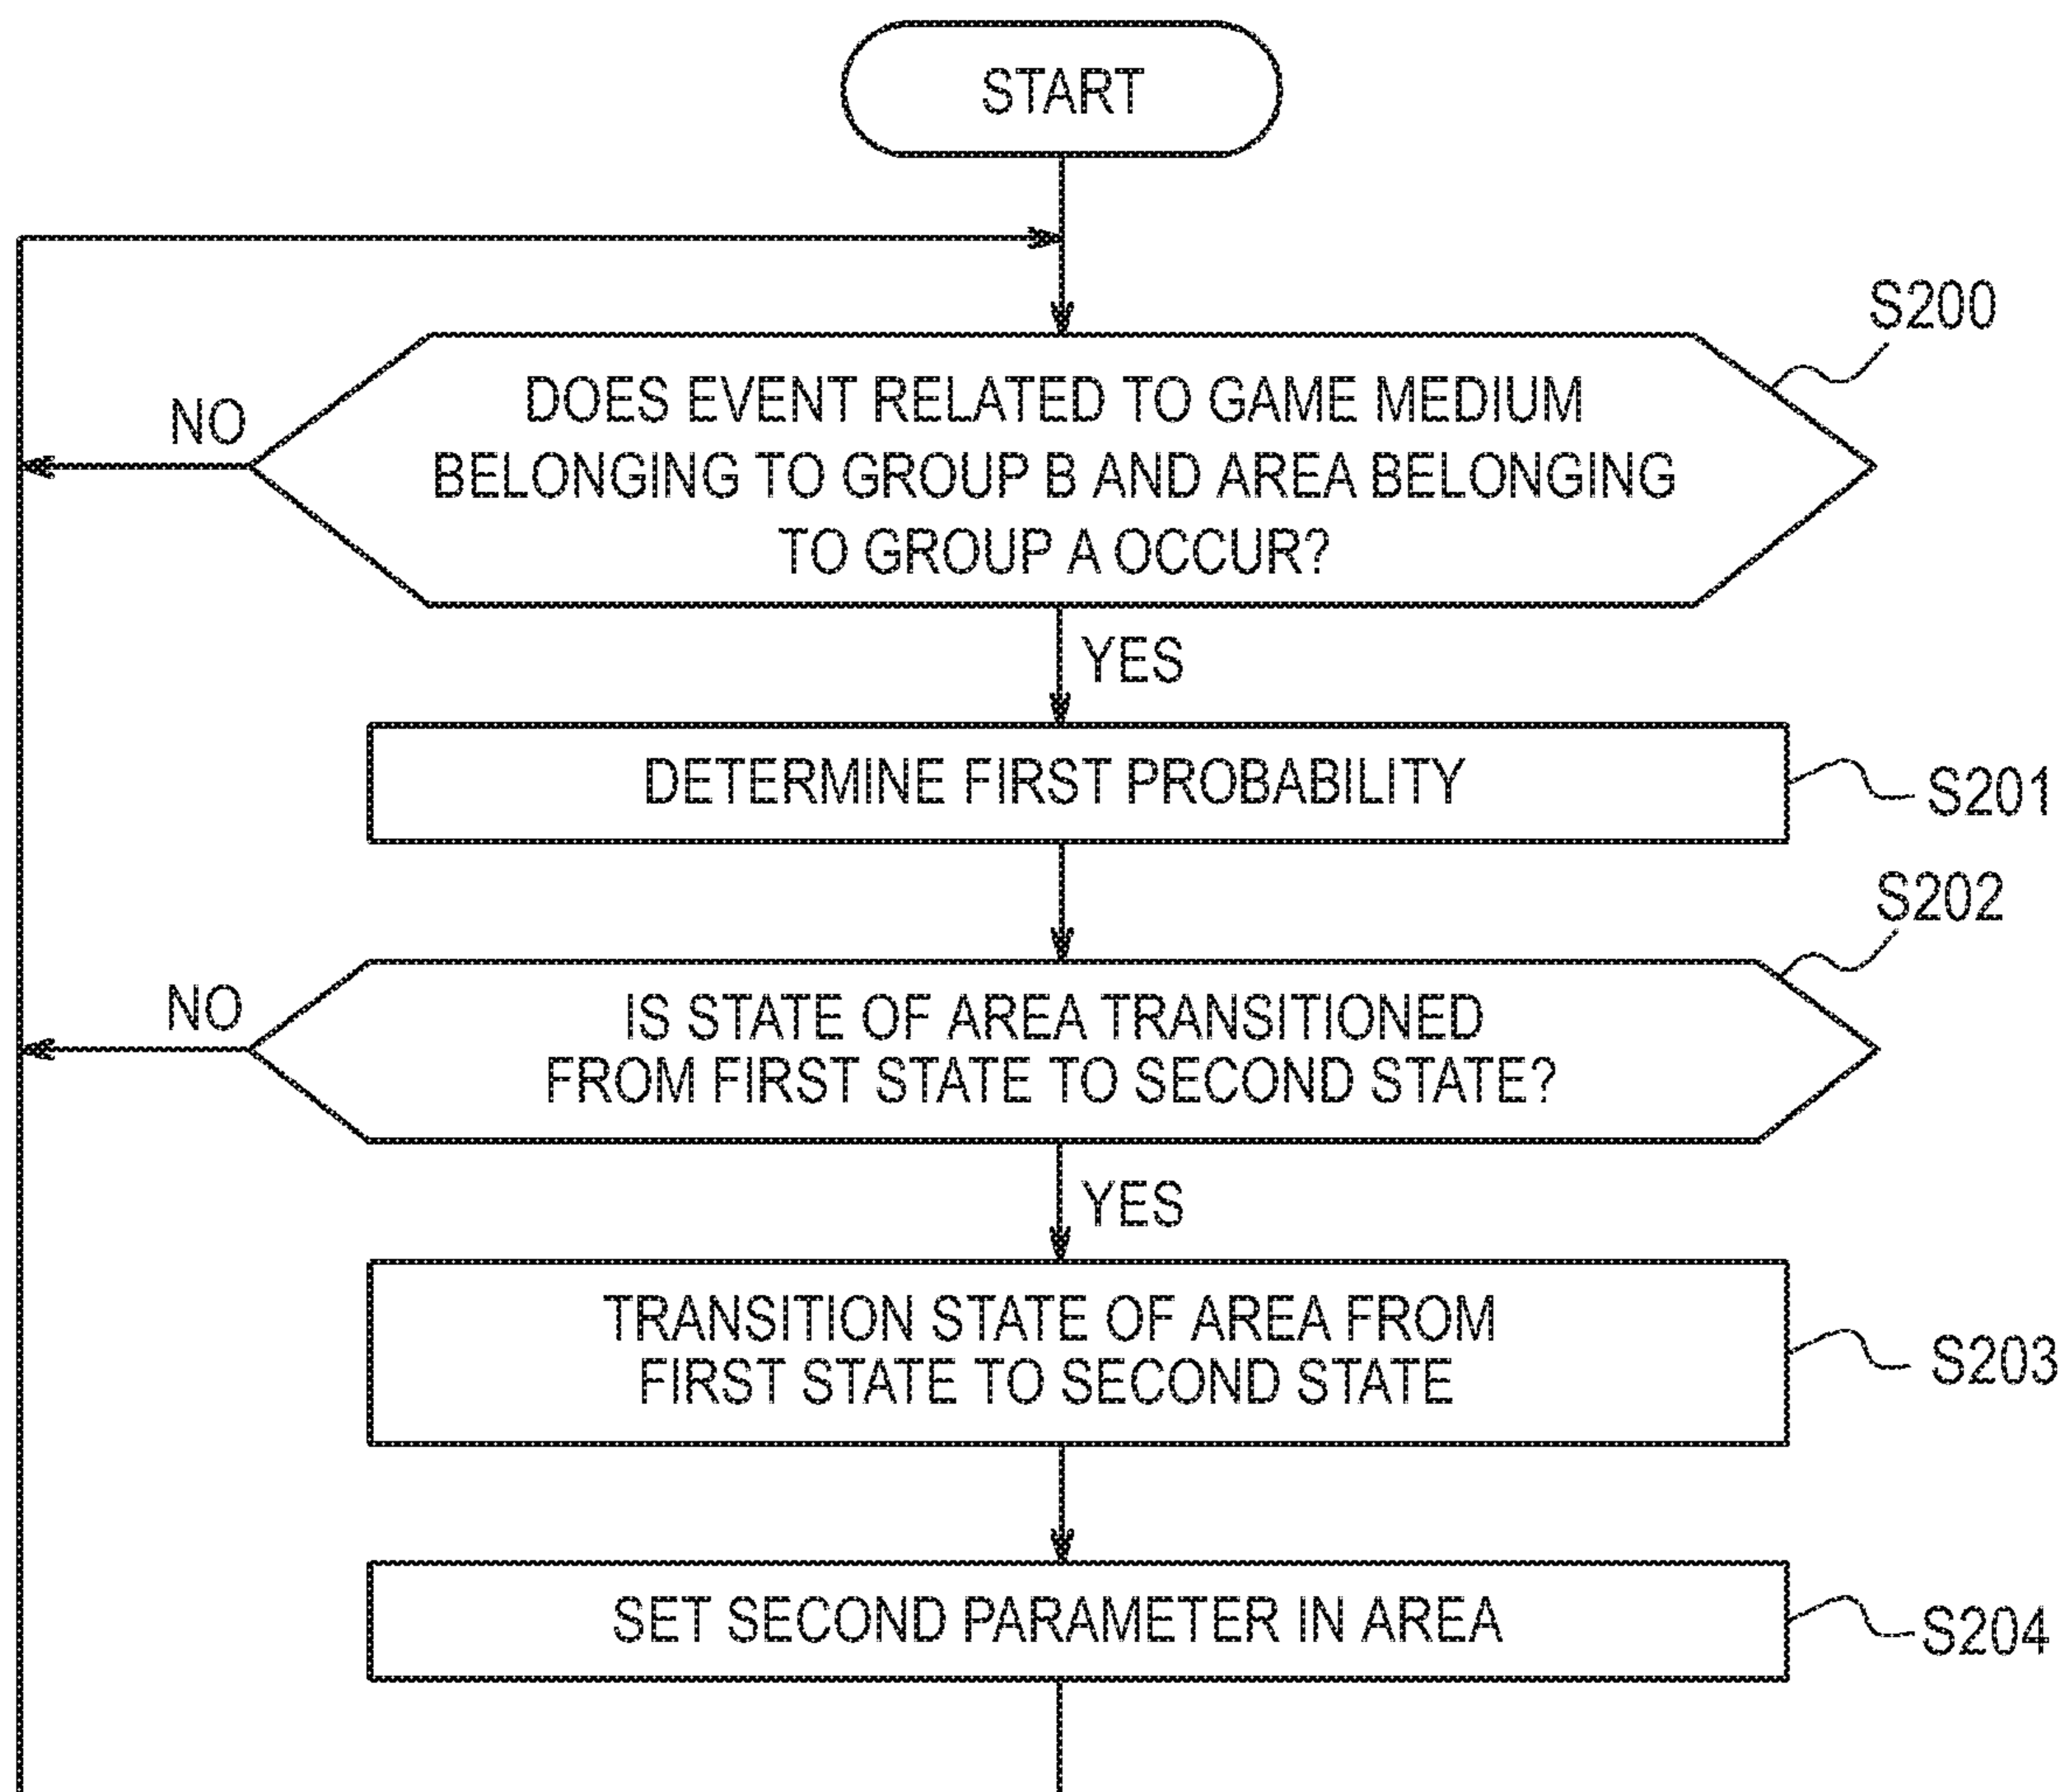 START
S200
DOES EVENT RELATED TO GAME MEDIUM
NO
BELONGING TO GROUP B AND AREA BELONGING
TO GROUP A OCCUR?
YES
DETERMINE FIRST PROBABILITY
S201
S202
NO
IS STATE OF AREA TRANSITIONED
FROM FIRST STATE TO SECOND STATE?
YES
TRANSITION STATE OF AREA FROM
FIRST STATE TO SECOND STATE
S203
SET SECOND PARAMETER IN AREA
S204